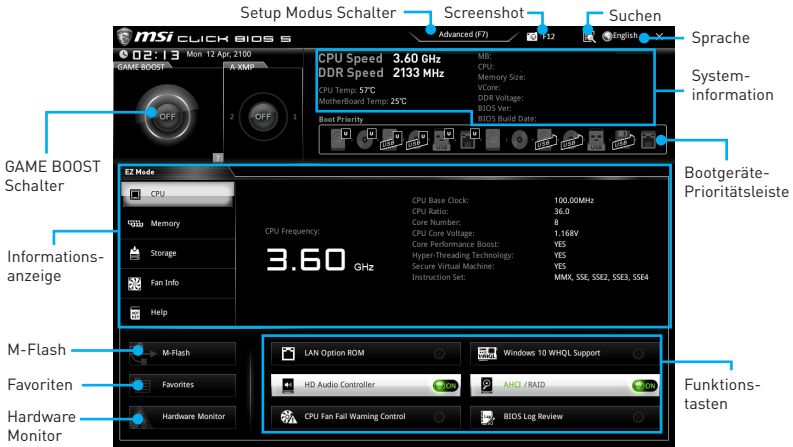 Setup Modus Schalter
Screenshot
Suchen
msi CLICK BIOS 5
Advanced (F7)
F12
English
Sprache
02:13 Mon 12 Apr, 2100
GAME BOOST
A-XMP
CPU Speed 3.60 GHz
DDR Speed 2133 MHz
CPU Temp: 57°C
MotherBoard Temp: 25°C
MB:
CPU:
Memory Size:
VCore:
DDR Voltage:
BIOS Ver:
BIOS Build Date:
System-
information
OFF
2
OFF
1
Boot Priority
U
U
U
USB
U
USB
U
U
USB
USB
USB
?
GAME BOOST
Schalter
Bootgeräte-
Prioritätsleiste
EZ Mode
CPU
Memory
Storage
Fan Info
Help
Informations-
anzeige
CPU Frequency:
3.60 GHz
CPU Base Clock: 100.00MHz
CPU Ratio: 36.0
Core Number: 8
CPU Core Voltage: 1.168V
Core Performance Boost: YES
Hyper-Threading Technology: YES
Secure Virtual Machine: YES
Instruction Set: MMX, SSE, SSE2, SSE3, SSE4
M-Flash
Favoriten
Hardware
Monitor
M-Flash
Favorites
Hardware Monitor
LAN Option ROM
Windows 10 WHQL Support
HD Audio Controller
ON
AHCI / RAID
ON
CPU Fan Fail Warning Control
BIOS Log Review
Funktions-
tasten